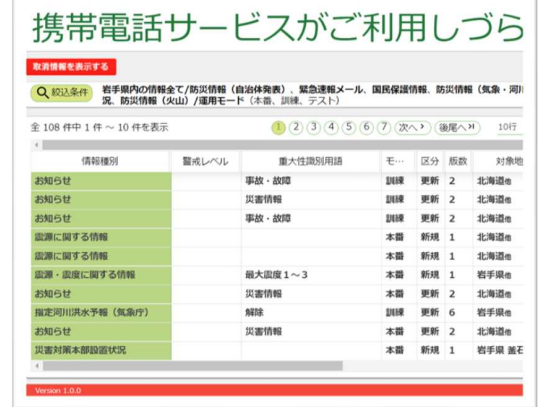 携帯電話サービスがご利用しづら
取消情報を表示する
絞込条件 岩手県内の情報全て/防災情報（自治体発表）、緊急速報メール、国民保護情報、防災情報（気象・河川
況、防災情報（火山）/運用モード（本番、訓練、テスト）
全 108 件中 1 件 ～ 10 件を表示 1 2 3 4 5 6 7 次へ 後尾へ 10行
情報種別 警戒レベル 重大性識別用語 モ… 区分 版数 対象地
お知らせ 事故・故障 訓練 更新 2 北海道他
お知らせ 災害情報 訓練 更新 2 北海道他
お知らせ 事故・故障 訓練 更新 2 北海道他
震源に関する情報 本番 新規 1 北海道他
震源に関する情報 本番 新規 1 北海道他
震源・震度に関する情報 最大震度１～３ 本番 新規 1 岩手県他
お知らせ 災害情報 本番 更新 2 北海道他
指定河川洪水予報（気象庁） 解除 訓練 更新 6 岩手県他
お知らせ 災害情報 本番 更新 2 北海道他
災害対策本部設置状況 本番 新規 1 岩手県 釜石
Version 1.0.0